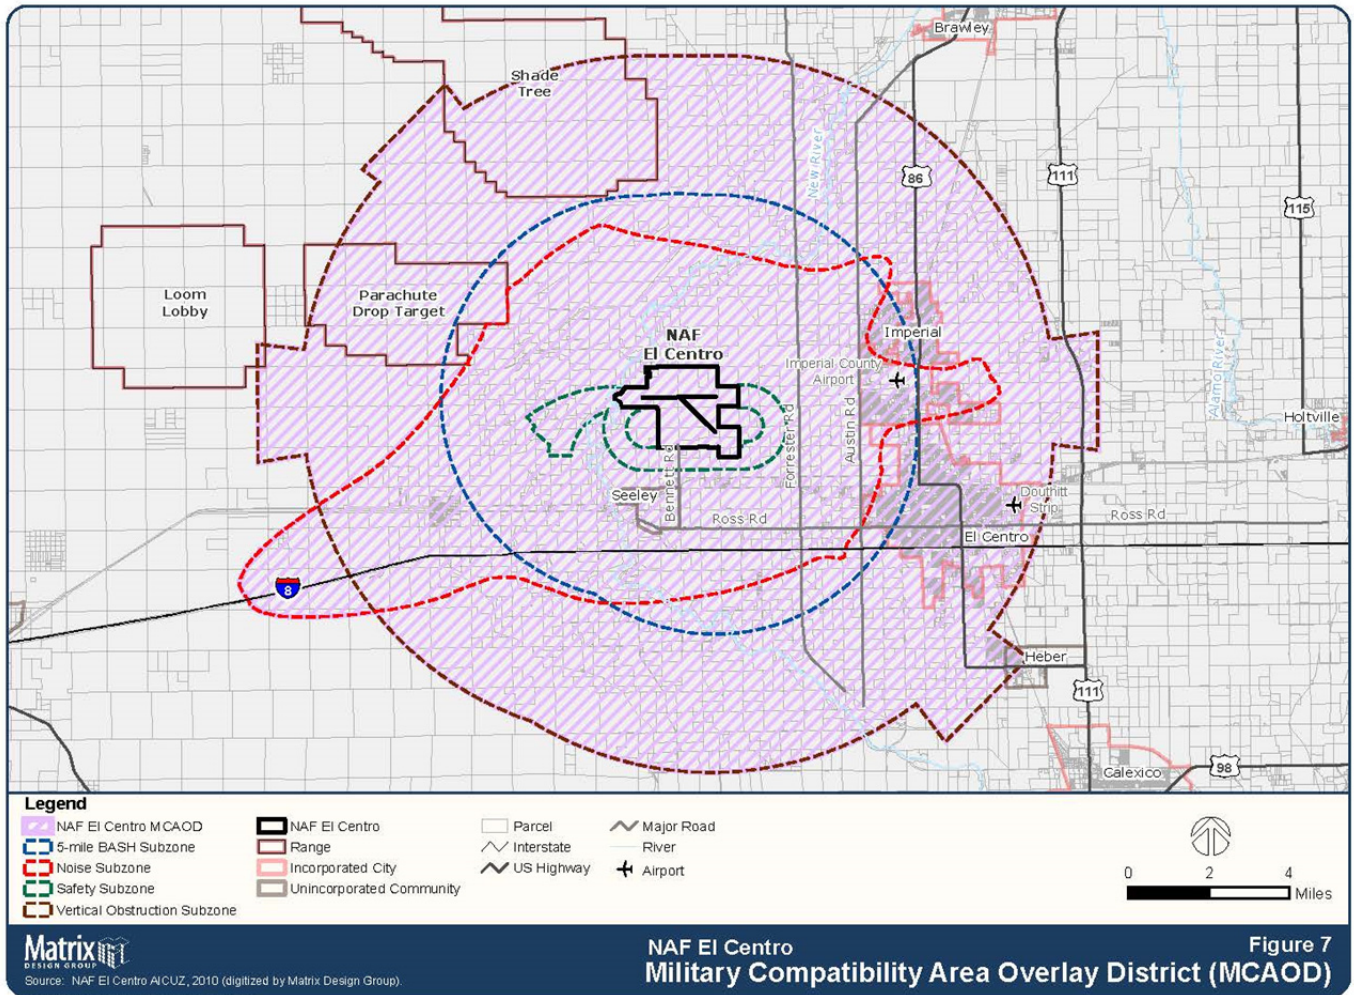 Brawley
Shade
Tree
New River
86
111
115
Loom
Lobby
Parachute
Drop Target
NAF
El Centro
Imperial
Imperial County
Airport
Alamo River
Holtville
Forrester Rd
Austin Rd
Bennett Rd
Seeley
Ross Rd
Douthitt
Strip
Ross Rd
El Centro
8
Heber
111
Calexico
98
Legend
NAF El Centro MCAOD
5-mile BASH Subzone
Noise Subzone
Safety Subzone
Vertical Obstruction Subzone
NAF El Centro
Range
Incorporated City
Unincorporated Community
Parcel
Interstate
US Highway
Major Road
River
Airport
0 2 4
Miles
Matrix
DESIGN GROUP
Source: NAF El Centro AICUZ, 2010 (digitized by Matrix Design Group).
NAF El Centro
Military Compatibility Area Overlay District (MCAOD)
Figure 7